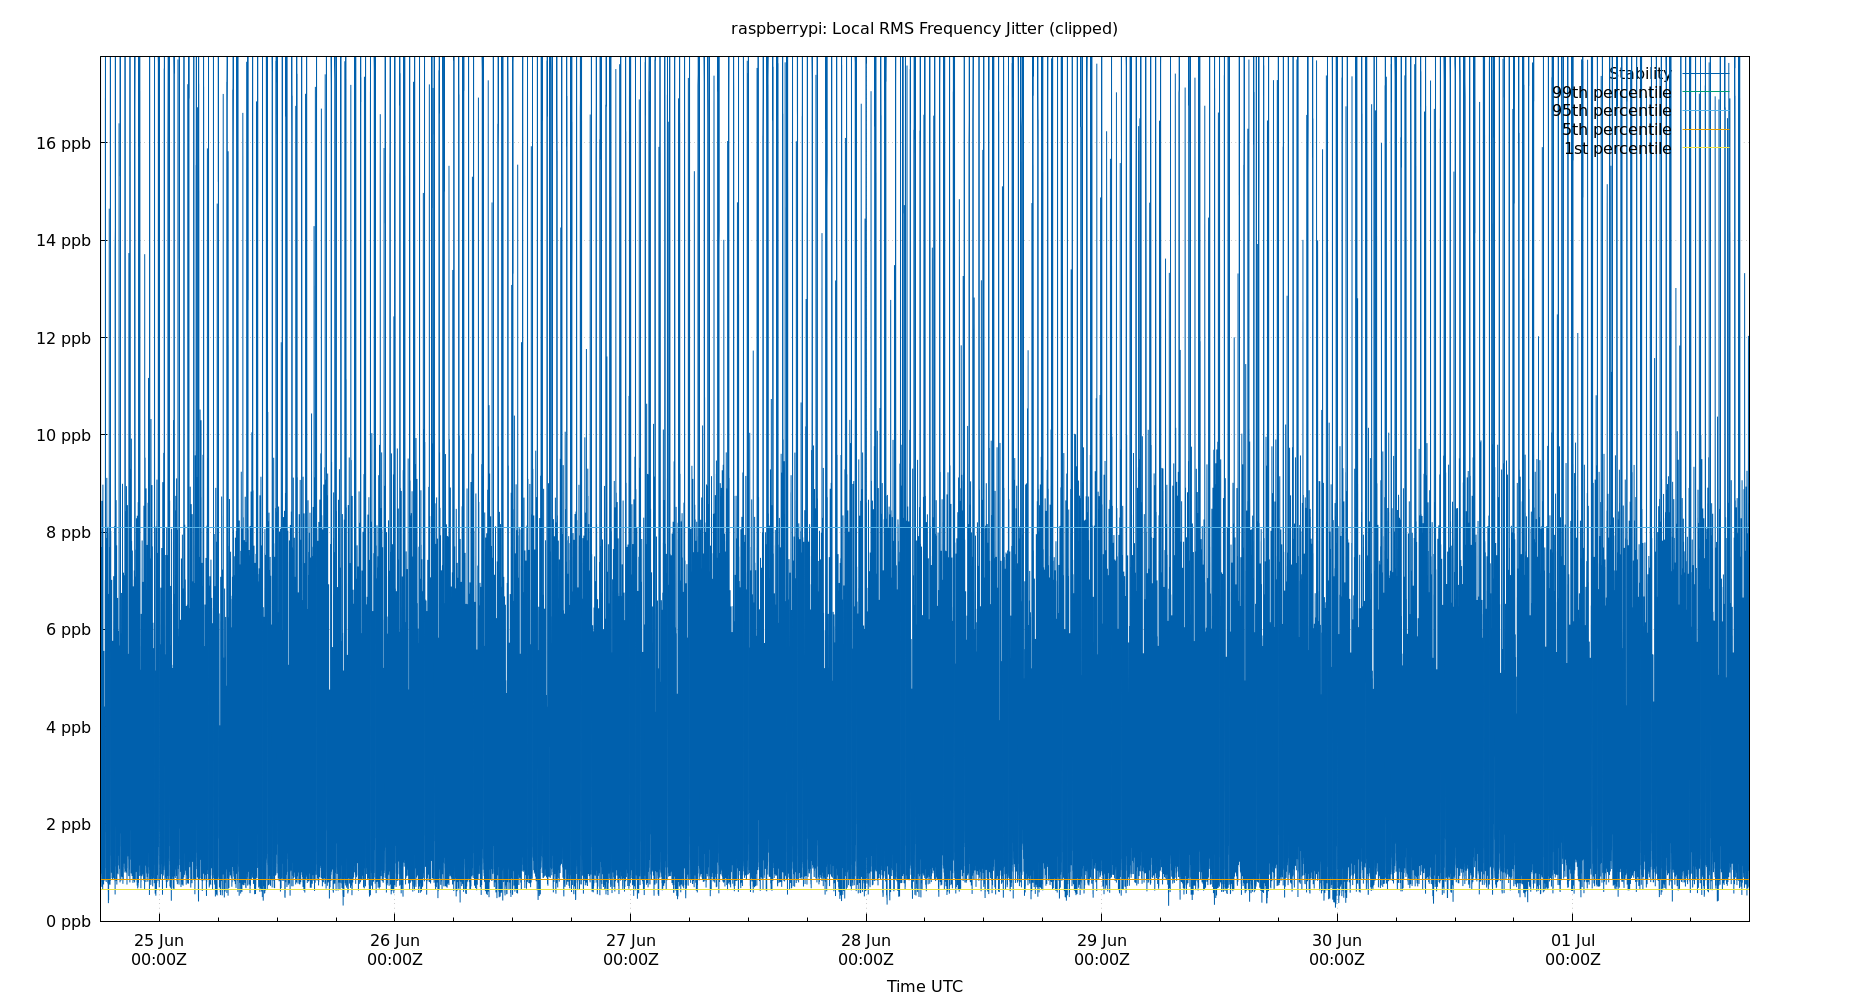 raspberrypi: Local RMS Frequency Jitter (clipped)
Stability
99th percentile
95th percentile
5th percentile
1st percentile
16 ppb
14 ppb
12 ppb
10 ppb
8 ppb
6 ppb
4 ppb
2 ppb
0 ppb
25 Jun 26 Jun 27 Jun 28 Jun 29 Jun 30 Jun 01 Jul
00:00Z 00:00Z 00:00Z 00:00Z 00:00Z 00:00Z 00:00Z
Time UTC